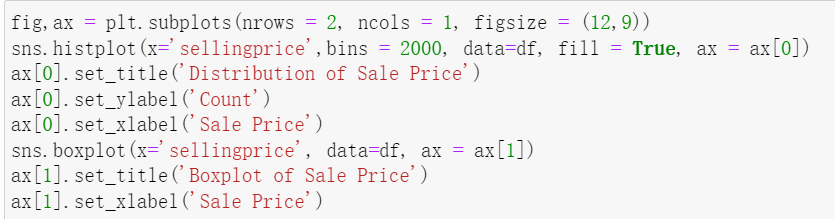 fig,ax = plt.subplots(nrows = 2, ncols = 1, figsize = (12,9))
sns.histplot(x='sellingprice',bins = 2000, data=df, fill = True, ax = ax[0])
ax[0].set_title('Distribution of Sale Price')
ax[0].set_ylabel('Count')
ax[0].set_xlabel('Sale Price')
sns.boxplot(x='sellingprice', data=df, ax = ax[1])
ax[1].set_title('Boxplot of Sale Price')
ax[1].set_xlabel('Sale Price')